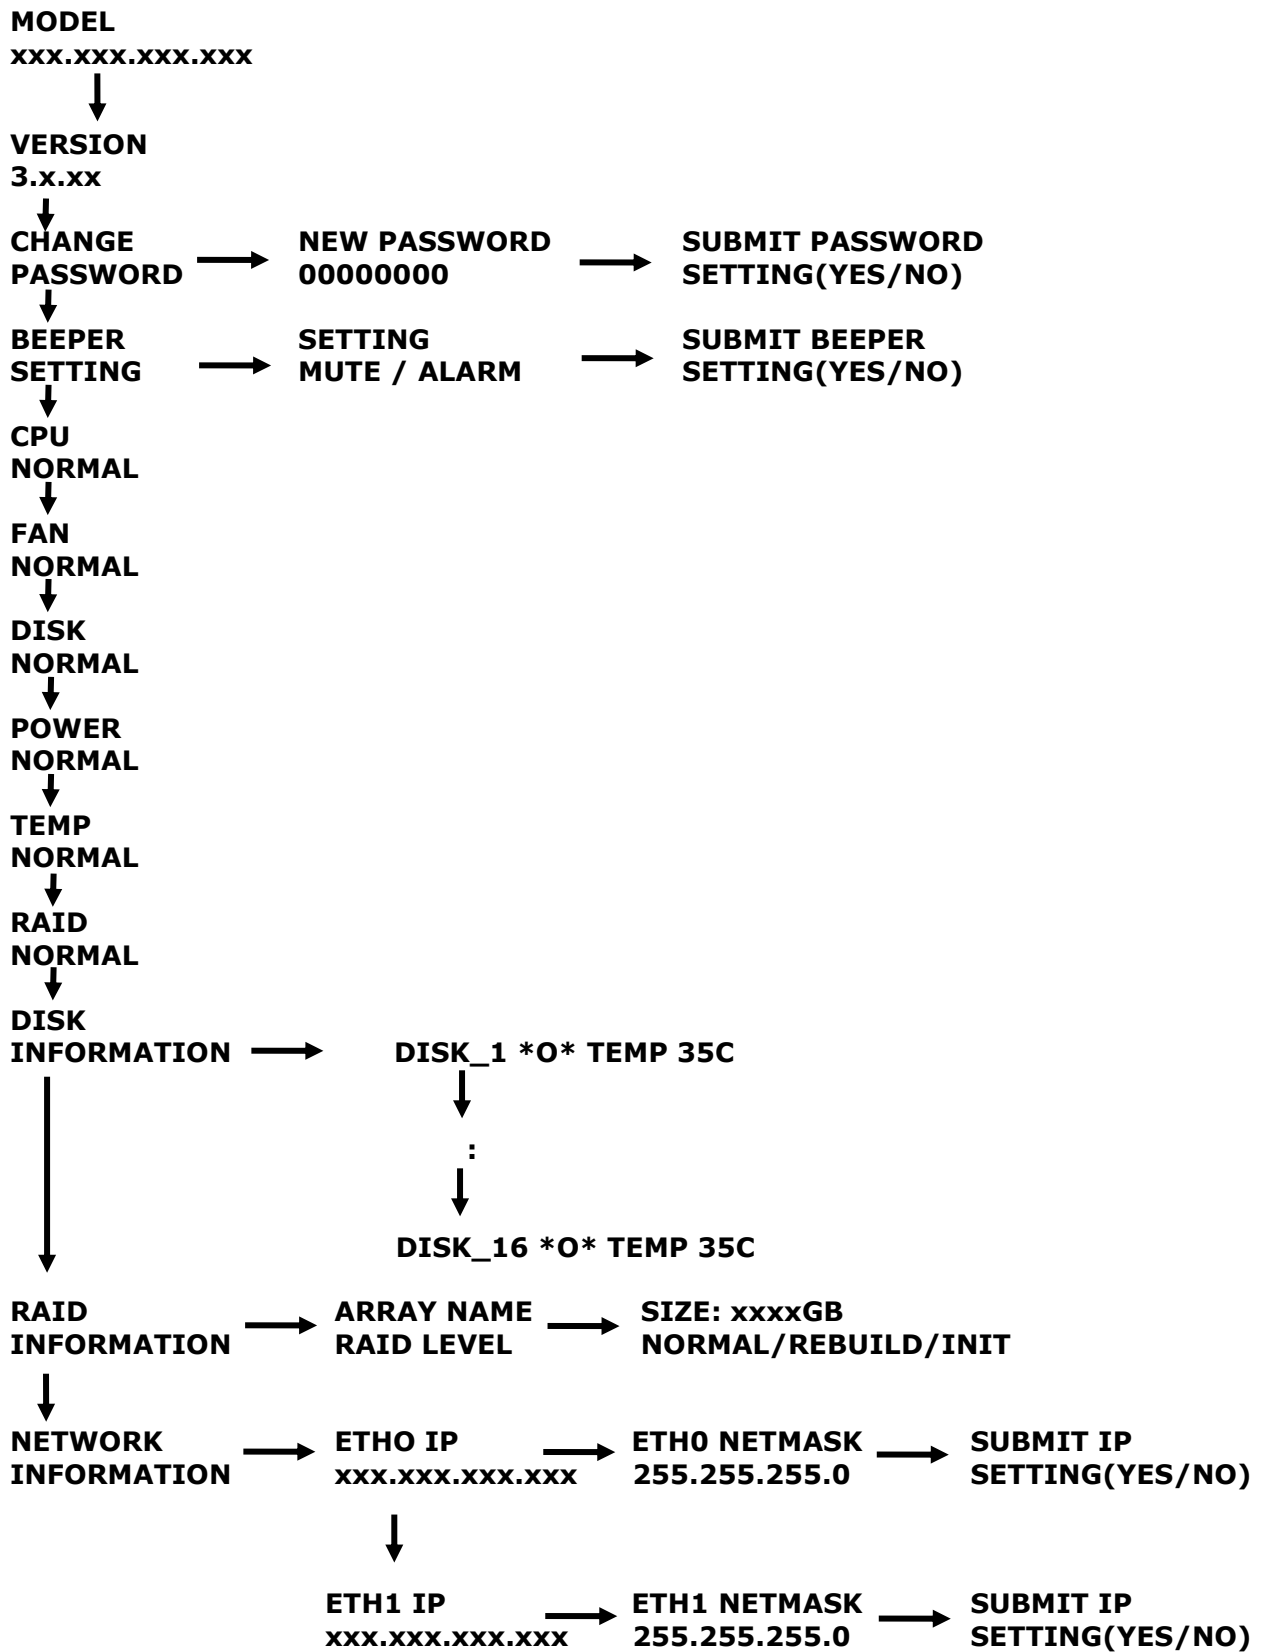 MODEL
xxx.xxx.xxx.xxx
VERSION
3.x.xx
CHANGE
PASSWORD
NEW PASSWORD
00000000
SUBMIT PASSWORD
SETTING(YES/NO)
BEEPER
SETTING
SETTING
MUTE / ALARM
SUBMIT BEEPER
SETTING(YES/NO)
CPU
NORMAL
FAN
NORMAL
DISK
NORMAL
POWER
NORMAL
TEMP
NORMAL
RAID
NORMAL
DISK
INFORMATION
DISK_1 *O* TEMP 35C
:
DISK_16 *O* TEMP 35C
RAID
INFORMATION
ARRAY NAME
RAID LEVEL
SIZE: xxxxGB
NORMAL/REBUILD/INIT
NETWORK
INFORMATION
ETHO IP
xxx.xxx.xxx.xxx
ETH0 NETMASK
255.255.255.0
SUBMIT IP
SETTING(YES/NO)
ETH1 IP
xxx.xxx.xxx.xxx
ETH1 NETMASK
255.255.255.0
SUBMIT IP
SETTING(YES/NO)